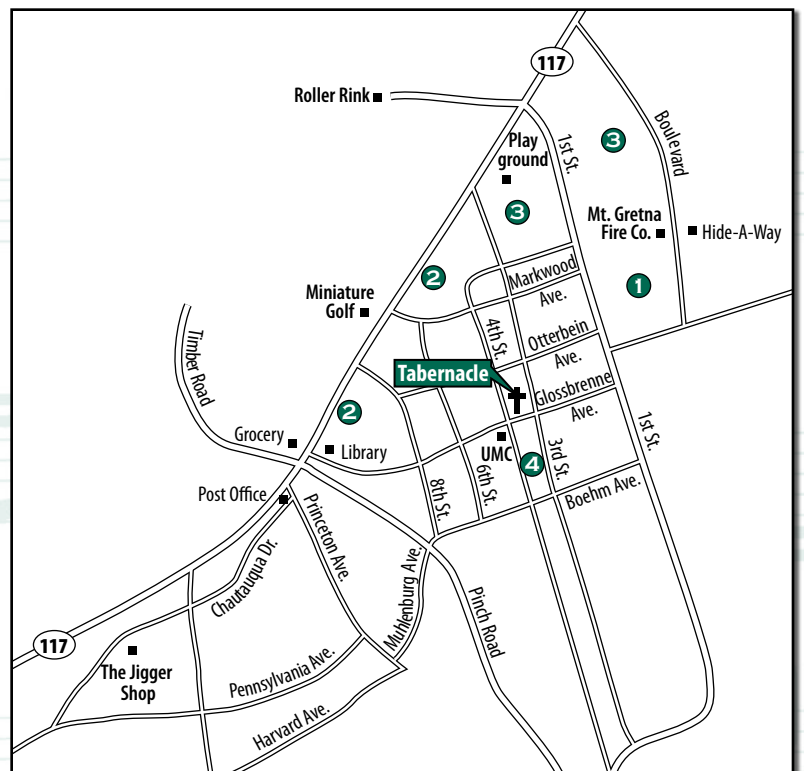 117
Roller Rink
Play
ground
1st St.
3
Boulevard
3
Mt. Gretna
Fire Co.
Hide-A-Way
Markwood
Ave.
2
1
Miniature
Golf
4th St.
Otterbein
Ave.
Timber Road
Tabernacle
Glossbrenne
Ave.
2
1st St.
Grocery
Library
UMC
4
3rd St.
6th St.
8th St.
Boehm Ave.
Post Office
Princeton Ave.
Chautauqua Dr.
Muhlenburg Ave.
Pinch Road
117
The Jigger
Shop
Pennsylvania Ave.
Harvard Ave.